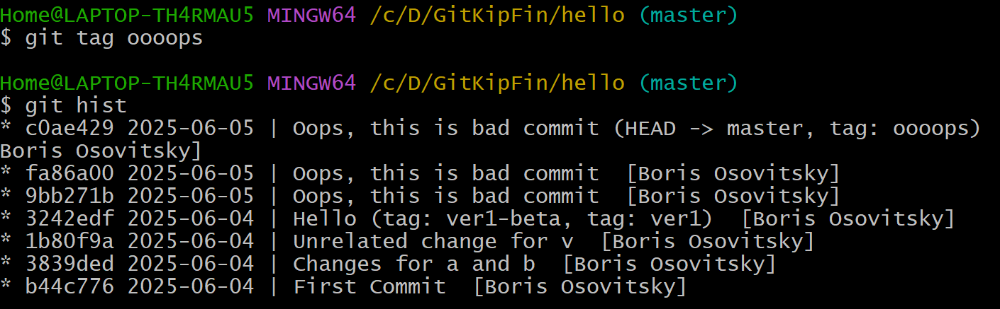 Home@LAPTOP-TH4RMAU5 MINGW64 /c/D/GitKipFin/hello (master)
$ git tag oooops
Home@LAPTOP-TH4RMAU5 MINGW64 /c/D/GitKipFin/hello (master)
$ git hist
* c0ae429 2025-06-05 | Oops, this is bad commit (HEAD -> master, tag: oooops)
Boris Osovitsky]
* fa86a00 2025-06-05 | Oops, this is bad commit  [Boris Osovitsky]
* 9bb271b 2025-06-05 | Oops, this is bad commit  [Boris Osovitsky]
* 3242edf 2025-06-04 | Hello (tag: ver1-beta, tag: ver1)  [Boris Osovitsky]
* 1b80f9a 2025-06-04 | Unrelated change for v  [Boris Osovitsky]
* 3839ded 2025-06-04 | Changes for a and b  [Boris Osovitsky]
* b44c776 2025-06-04 | First Commit  [Boris Osovitsky]